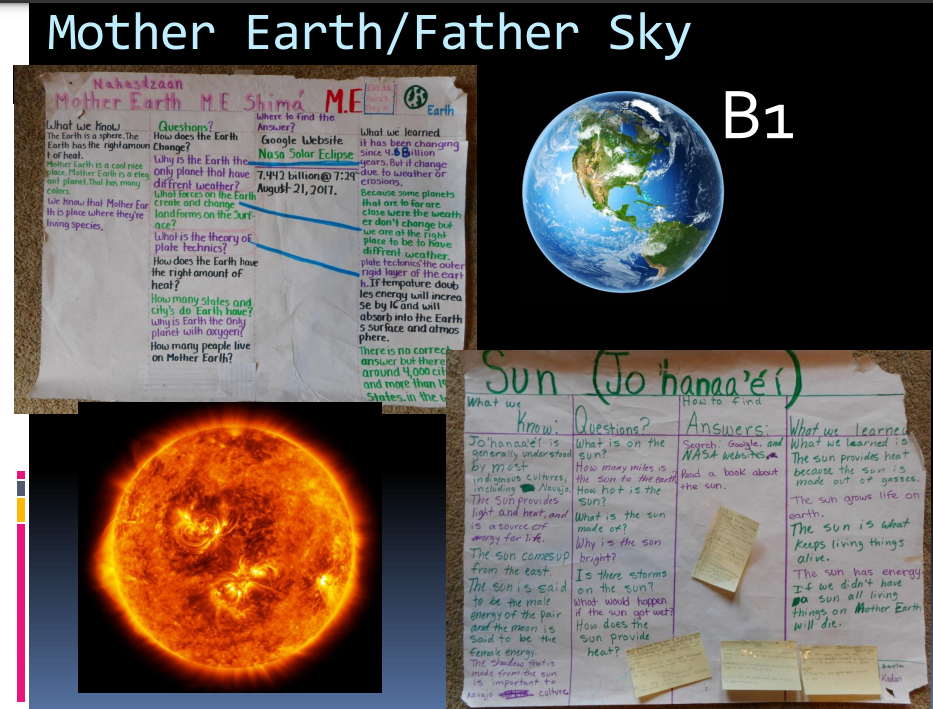 Mother Earth/Father Sky
B1
Nahasdzáán
Mother Earth M.E Shimá M.E
Earth
What we Know
The Earth is a sphere. The
Earth has the right amoun
t of heat.
Mother Earth is a cool nice
place. Mother Earth is a eleg
ant planet. That has many
colors.
We know that Mother Ear
th is place where they're
living species.
Questions?
How does the Earth
Change?
Why is the Earth the
only planet that have
diffrent weather?
What forces on the Earth
create and change
landforms on the Surf-
ace?
What is the theory of
plate technics?
How does the Earth have
the right amount of
heat?
How many states and
city's do Earth have?
Why is Earth the Only
planet with oxygen?
How many people live
on Mother Earth?
Where to find the
Answer?
Google Website
Nasa Solar Eclipse
7.442 billion@ 7:29
August 21, 2017.
What we learned
it has been changing
since 4.6 Billion
years. But it change
due to weather or
erosions.
Because some planets
that are to far are
close were the weath
er don't change but
we are at the right
place to be to have
diffrent weather.
plate tectonics the outer
rigid layer of the eart
h. If tempature doub
les energy will increa
se by 16 and will
absorb into the Earth
s surface and atmos
phere.
There is no correct
answer but there
around 4,000 cit
and more than 19
States. in the w
Sun (Jo'hanaa'éí)
What we
Know:
Jo'hanaa'éí is
generally understood
by most
indigenous cultures,
including Navajo.
The Sun provides
light and heat, and
is a source of
energy for life.
The sun comes up
from the east.
The sun is said
to be the male
energy of the pair
and the moon is
said to be the
female energy.
The shadow that is
made from the sun
is important to
navajo culture.
Questions?
What is on the
sun?
How many miles is
the sun to the earth
How hot is the
sun?
What is the sun
made of?
Why is the sun
bright?
Is there storms
on the sun?
What would happen
if the sun got wet?
How does the
sun provide
heat?
How to find
Answers:
Search: Google, and
NASA websites.
Read a book about
the sun.
What we learned
What we learned is
The sun provides heat
because the sun is
made out of gasses.
The sun grows life on
earth.
The sun is what
keeps living things
alive.
The sun has energy.
If we didn't have
a sun all living
things on Mother Earth
will die.
Kadan